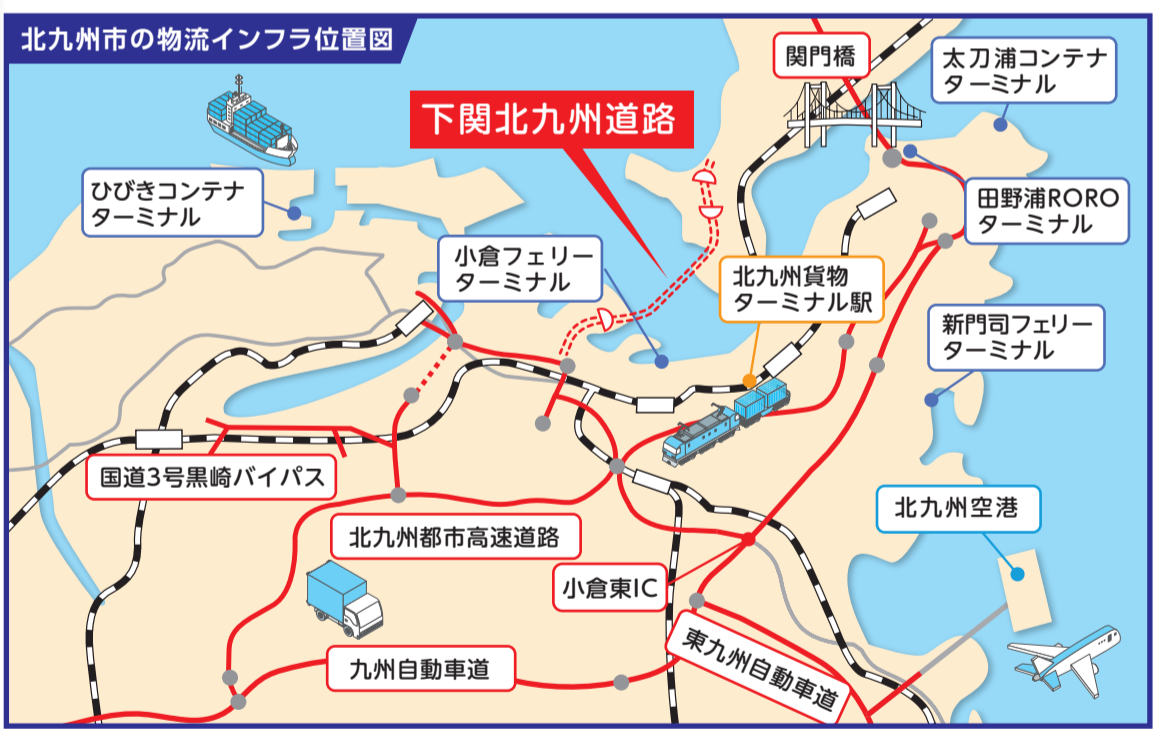 北九州市の物流インフラ位置図
関門橋
太刀浦コンテナ
ターミナル
下関北九州道路
ひびきコンテナ
ターミナル
田野浦RORO
ターミナル
小倉フェリー
ターミナル
北九州貨物
ターミナル駅
新門司フェリー
ターミナル
国道3号黒崎バイパス
北九州空港
北九州都市高速道路
小倉東IC
九州自動車道
東九州自動車道